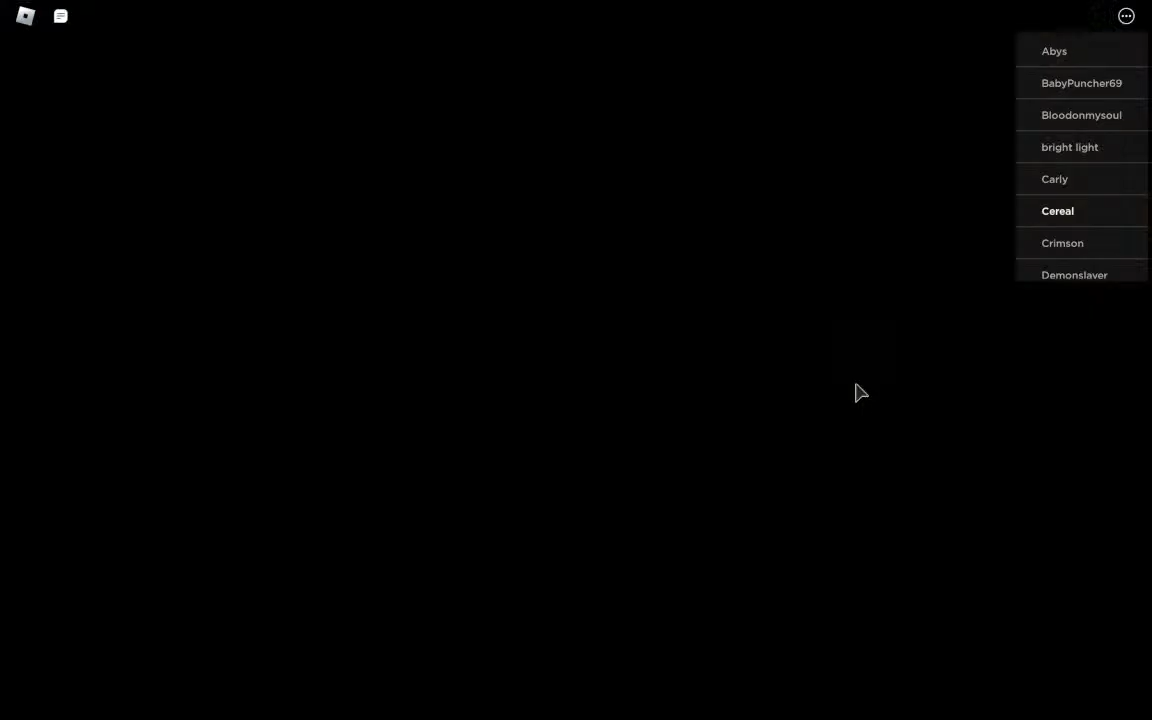 Abys
BabyPuncher69
Bloodonmysoul
bright light
Carly
Cereal
Crimson
Demonslayer